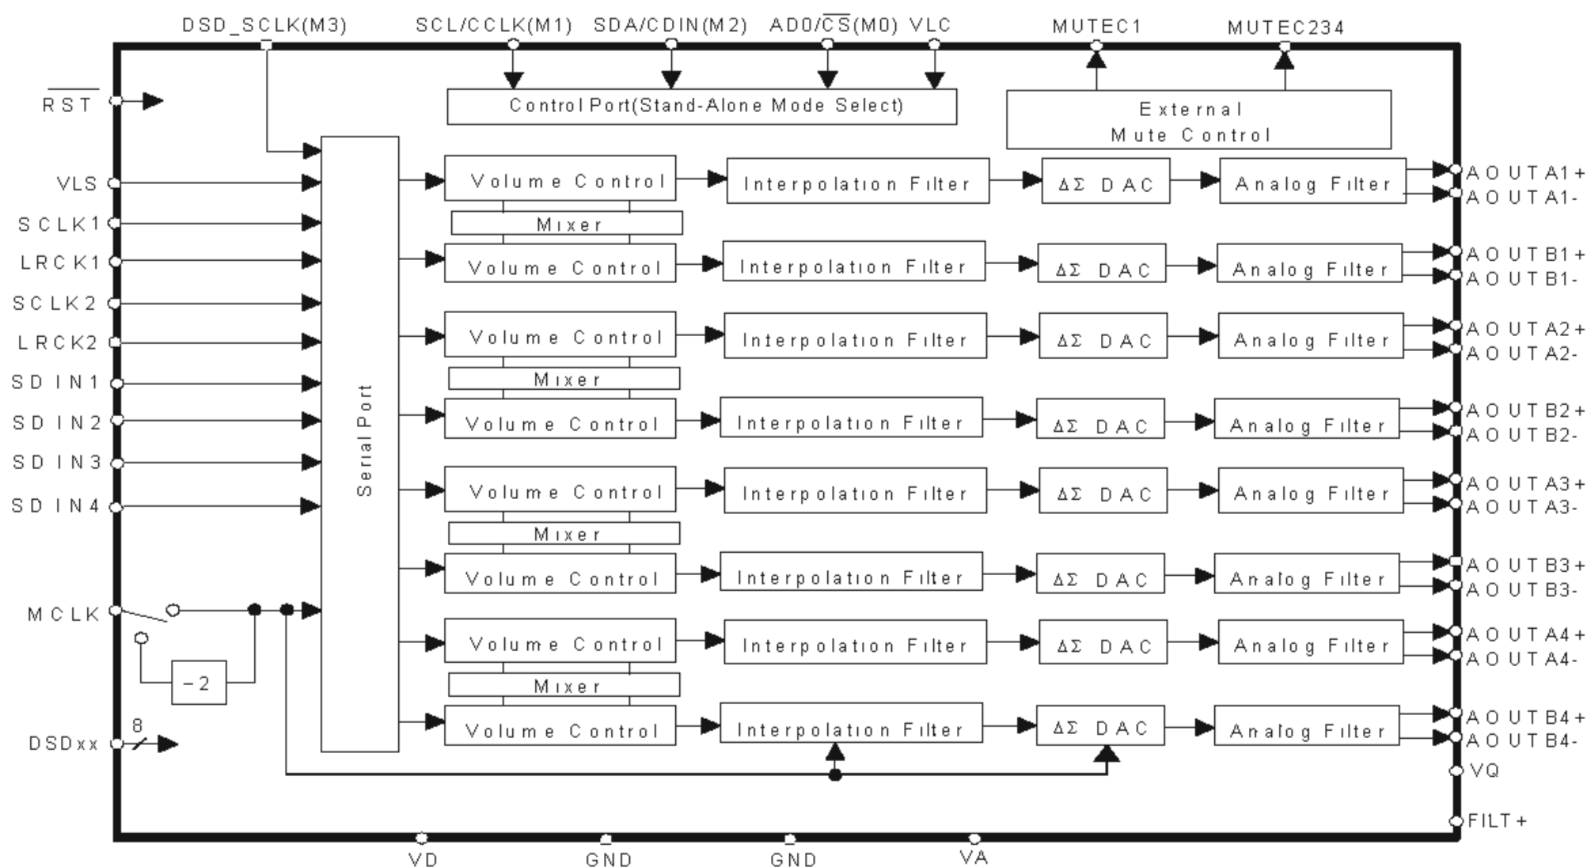 DSD_SCLK(M3) SCL/CCLK(M1) SDA/CDIN(M2) AD0/CS(M0) VLC MUTEC1 MUTEC234
RST
Control Port(Stand-Alone Mode Select)
External
Mute Control
VLS
SCLK1
LRCK1
SCLK2
LRCK2
SDIN1
SDIN2
SDIN3
SDIN4
MCLK
-2
8
DSDxx
Serial Port
Volume Control Interpolation Filter ΔΣ DAC Analog Filter AOUTA1+
AOUTA1-
Mixer
Volume Control Interpolation Filter ΔΣ DAC Analog Filter AOUTB1+
AOUTB1-
Volume Control Interpolation Filter ΔΣ DAC Analog Filter AOUTA2+
AOUTA2-
Mixer
Volume Control Interpolation Filter ΔΣ DAC Analog Filter AOUTB2+
AOUTB2-
Volume Control Interpolation Filter ΔΣ DAC Analog Filter AOUTA3+
AOUTA3-
Mixer
Volume Control Interpolation Filter ΔΣ DAC Analog Filter AOUTB3+
AOUTB3-
Volume Control Interpolation Filter ΔΣ DAC Analog Filter AOUTA4+
AOUTA4-
Mixer
Volume Control Interpolation Filter ΔΣ DAC Analog Filter AOUTB4+
AOUTB4-
VQ
FILT+
VD GND GND VA